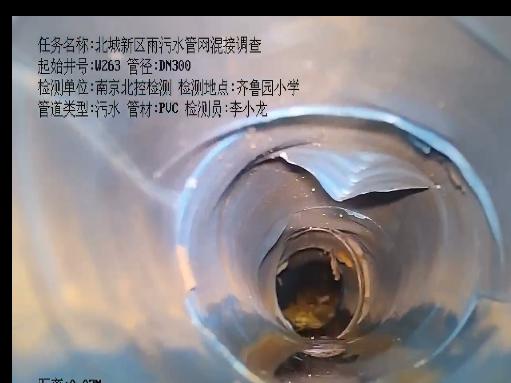 任务名称:北城新区雨污水管网混接调查
起始井号:W263 管径:DN300
检测单位:南京北控检测 检测地点:齐鲁园小学
管道类型:污水 管材:PVC 检测员:李小龙